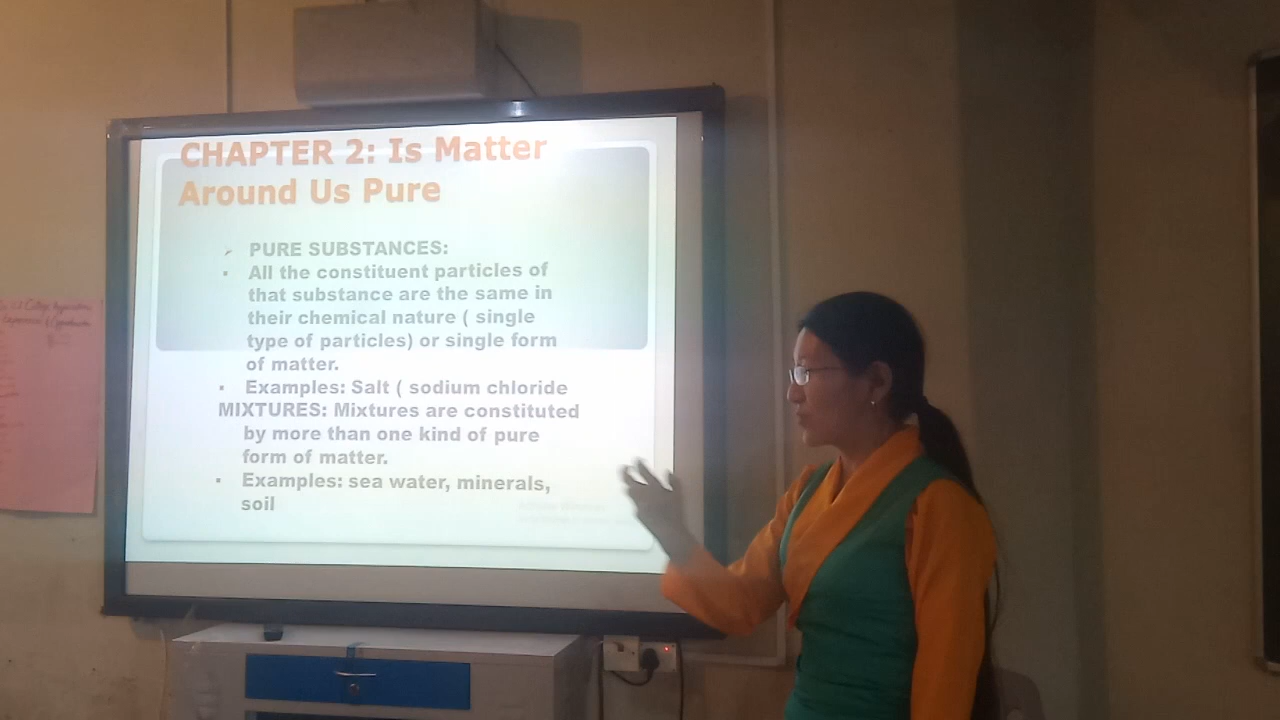 CHAPTER 2: Is Matter
Around Us Pure
PURE SUBSTANCES:
All the constituent particles of
that substance are the same in
their chemical nature ( single
type of particles) or single form
of matter.
Examples: Salt ( sodium chloride
MIXTURES: Mixtures are constituted
by more than one kind of pure
form of matter.
Examples: sea water, minerals,
soil